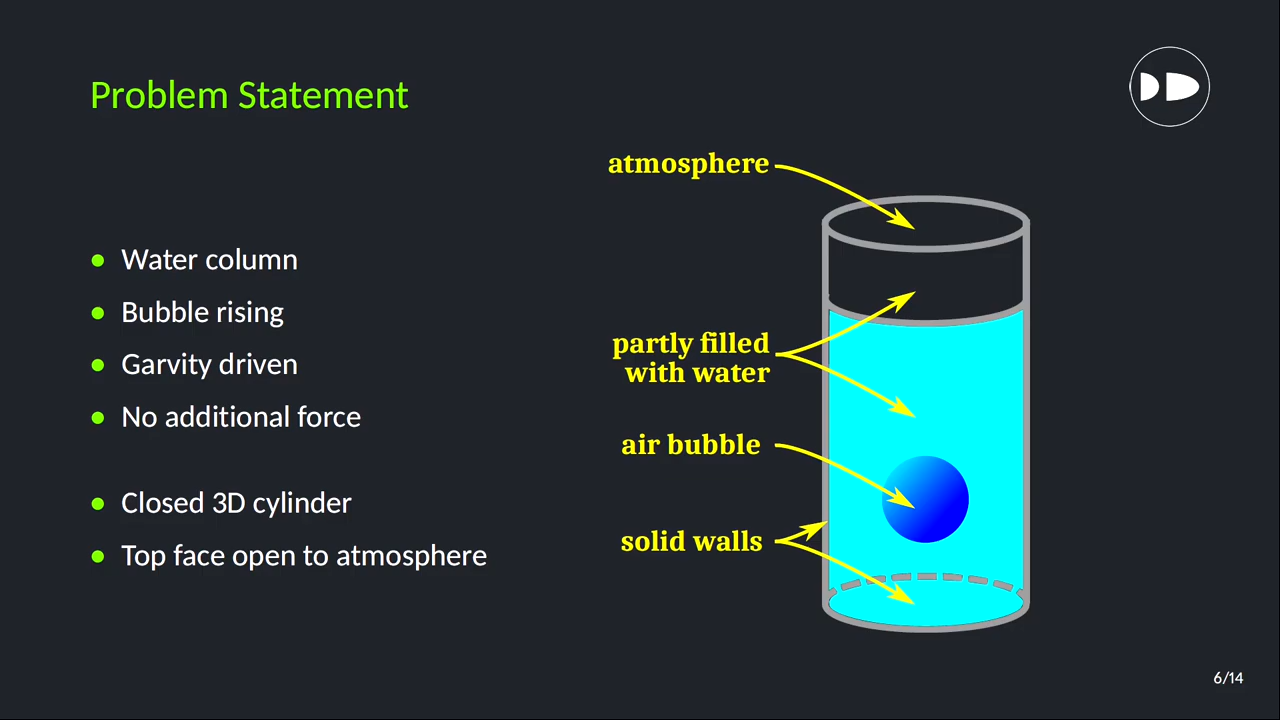 Problem Statement
Water column
Bubble rising
Garvity driven
No additional force
Closed 3D cylinder
Top face open to atmosphere
atmosphere
partly filled
with water
air bubble
solid walls
6/14